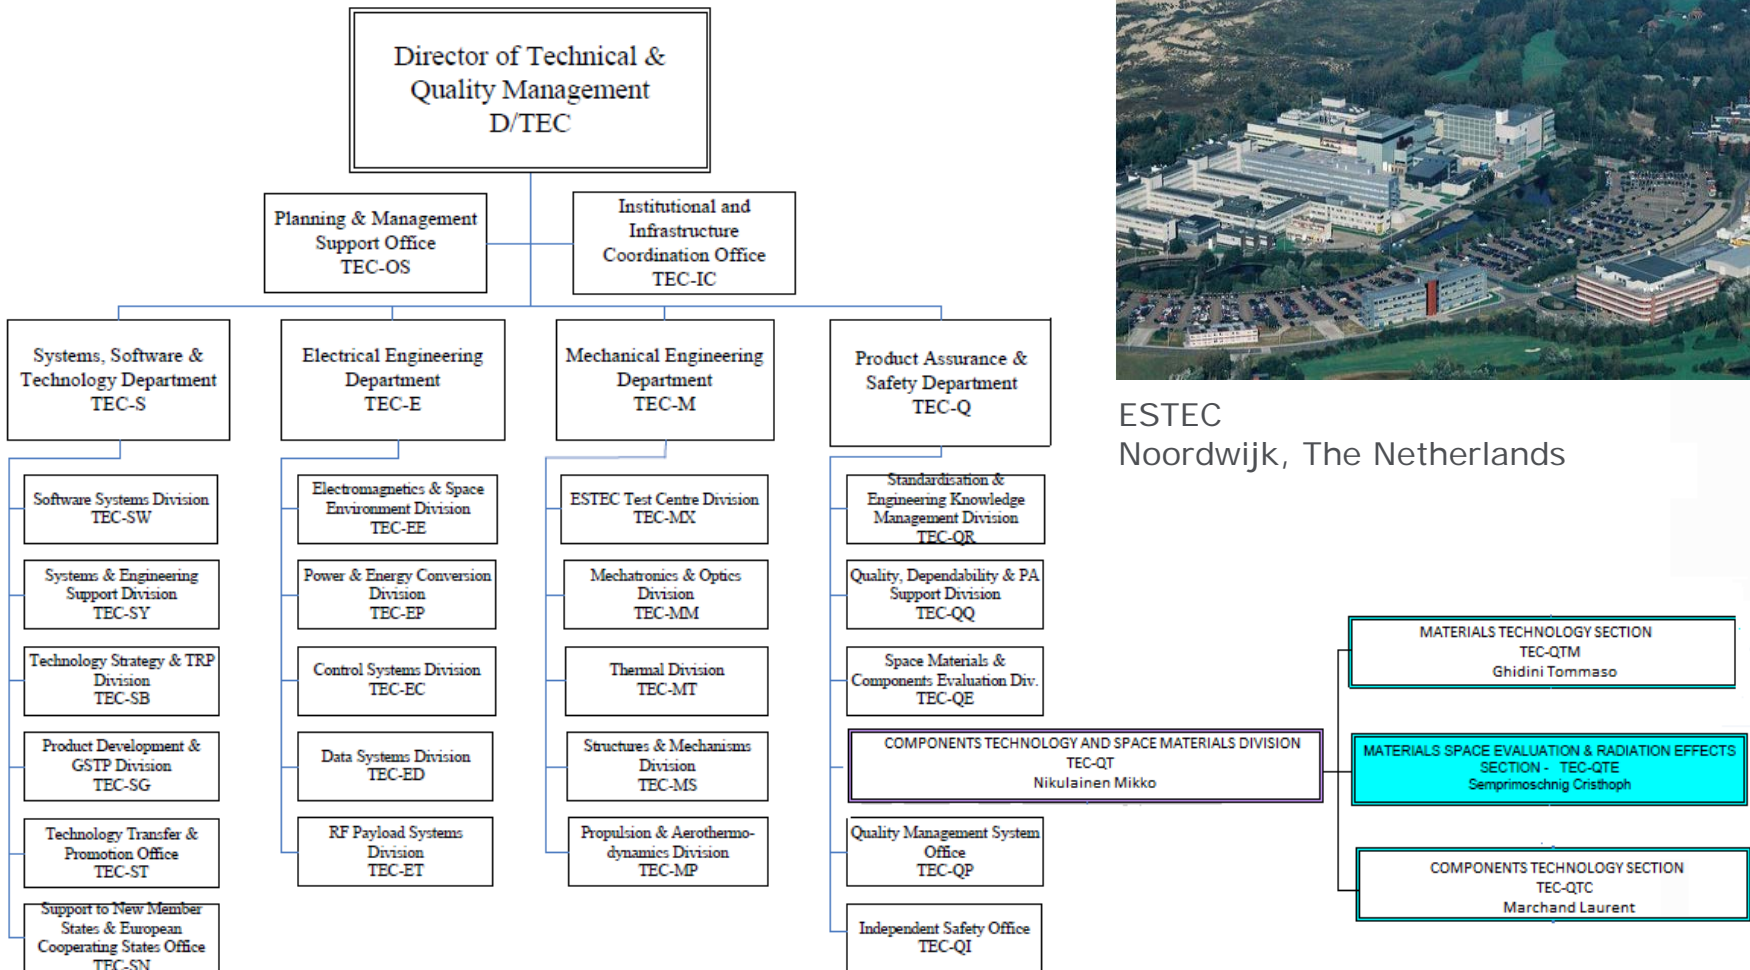 Director of Technical &
Quality Management
D/TEC
Planning & Management
Support Office
TEC-OS
Institutional and
Infrastructure
Coordination Office
TEC-IC
Systems, Software &
Technology Department
TEC-S
Electrical Engineering
Department
TEC-E
Mechanical Engineering
Department
TEC-M
Product Assurance &
Safety Department
TEC-Q
ESTEC
Noordwijk, The Netherlands
Software Systems Division
TEC-SW
Systems & Engineering
Support Division
TEC-SY
Technology Strategy & TRP
Division
TEC-SB
Product Development &
GSTP Division
TEC-SG
Technology Transfer &
Promotion Office
TEC-ST
Support to New Member
States & European
Cooperating States Office
TEC-SN
Electromagnetics & Space
Environment Division
TEC-EE
Power & Energy Conversion
Division
TEC-EP
Control Systems Division
TEC-EC
Data Systems Division
TEC-ED
RF Payload Systems
Division
TEC-ET
ESTEC Test Centre Division
TEC-MX
Mechatronics & Optics
Division
TEC-MM
Thermal Division
TEC-MT
Structures & Mechanisms
Division
TEC-MS
Propulsion & Aerothermo-
dynamics Division
TEC-MP
Standardisation &
Engineering Knowledge
Management Division
TEC-QR
Quality, Dependability & PA
Support Division
TEC-QQ
Space Materials &
Components Evaluation Div.
TEC-QE
COMPONENTS TECHNOLOGY AND SPACE MATERIALS DIVISION
TEC-QT
Nikulainen Mikko
Quality Management System
Office
TEC-QP
Independent Safety Office
TEC-QI
MATERIALS TECHNOLOGY SECTION
TEC-QTM
Ghidini Tommaso
MATERIALS SPACE EVALUATION & RADIATION EFFECTS
SECTION - TEC-QTE
Semprimoschnig Cristhoph
COMPONENTS TECHNOLOGY SECTION
TEC-QTC
Marchand Laurent